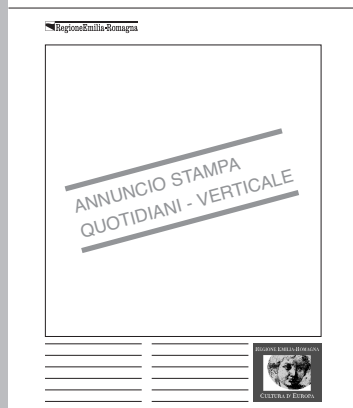 RegioneEmilia-Romagna
ANNUNCIO STAMPA
QUOTIDIANI - VERTICALE
REGIONE EMILIA-ROMAGNA
CULTURA D' EUROPA